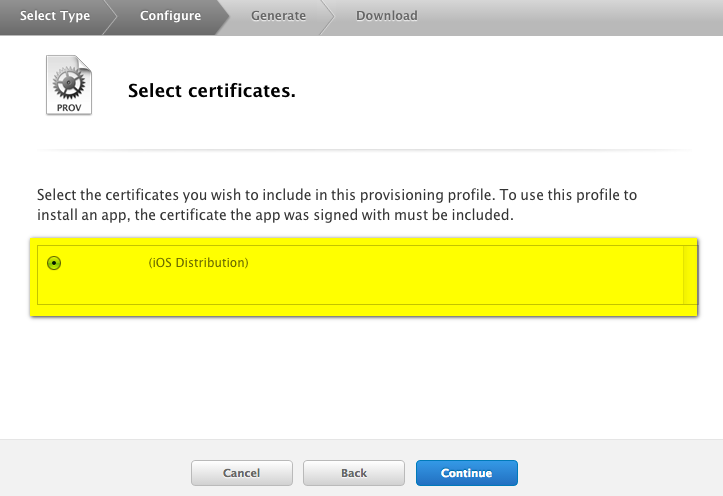 Select Type Configure Generate Download
PROV
Select certificates.
Select the certificates you wish to include in this provisioning profile. To use this profile to
install an app, the certificate the app was signed with must be included.
(iOS Distribution)
Cancel Back Continue